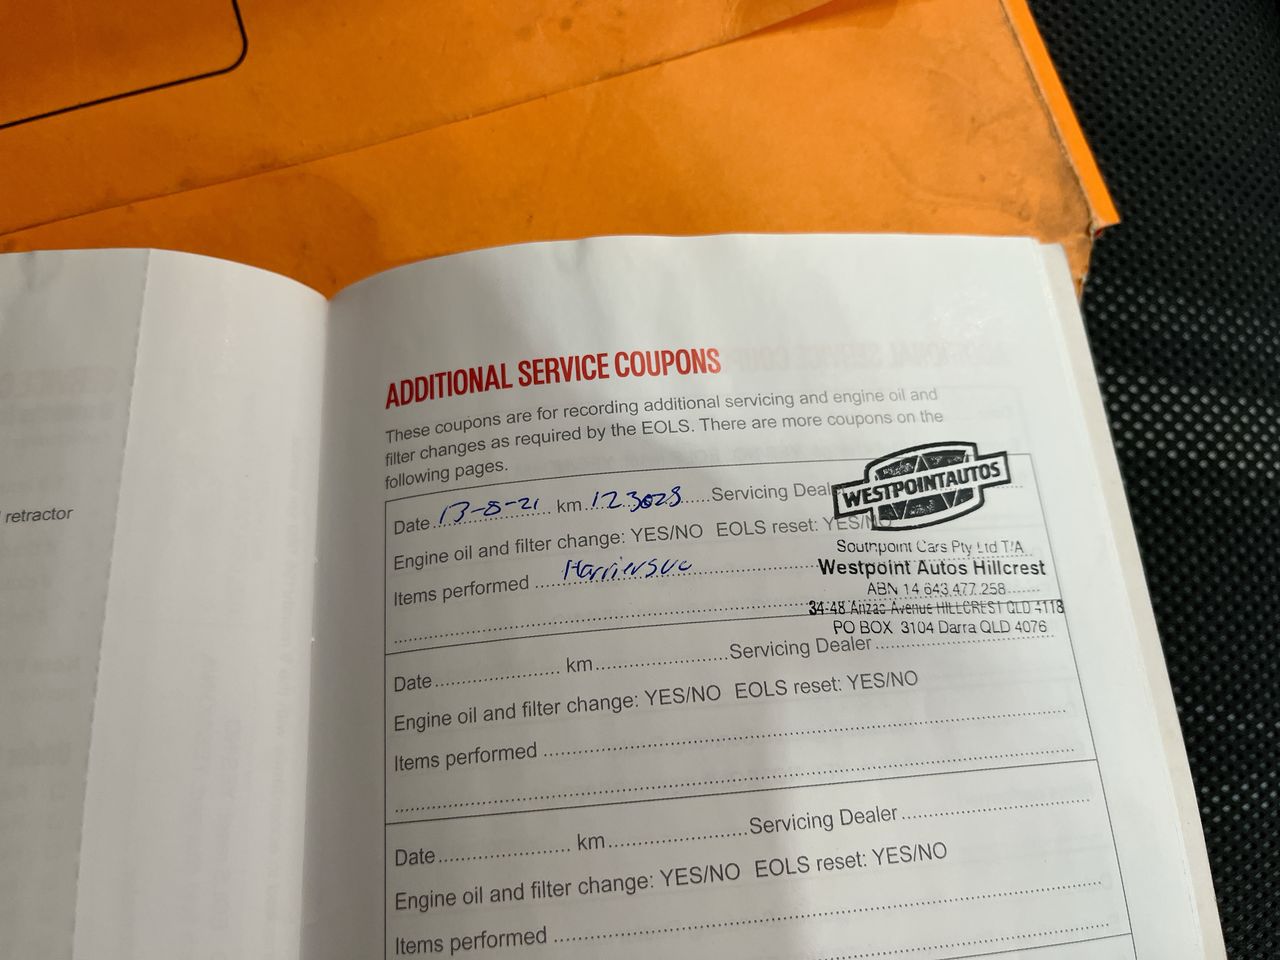 retractor
ADDITIONAL SERVICE COUPONS
These coupons are for recording additional servicing and engine oil and
filter changes as required by the EOLS. There are more coupons on the
following pages.
Date 13-8-21 km 123028 Servicing Deal
WESTPOINTAUTOS
Engine oil and filter change: YES/NO EOLS reset: YES/NO
Southpoint Cars Pty Ltd T/A
Items performed
Westpoint Autos Hillcrest
ABN 14 643 477 258
34-48 Anzac Avenue HILLCREST QLD 4118
PO BOX 3104 Darra QLD 4076
Date km Servicing Dealer
Engine oil and filter change: YES/NO EOLS reset: YES/NO
Items performed
Date km Servicing Dealer
Engine oil and filter change: YES/NO EOLS reset: YES/NO
Items performed